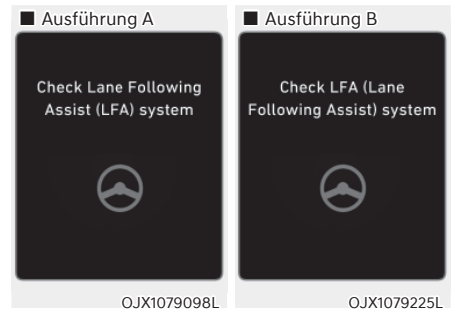 ■ Ausführung A
Check Lane Following
Assist (LFA) system
OJX1079098L
■ Ausführung B
Check LFA (Lane
Following Assist) system
OJX1079225L